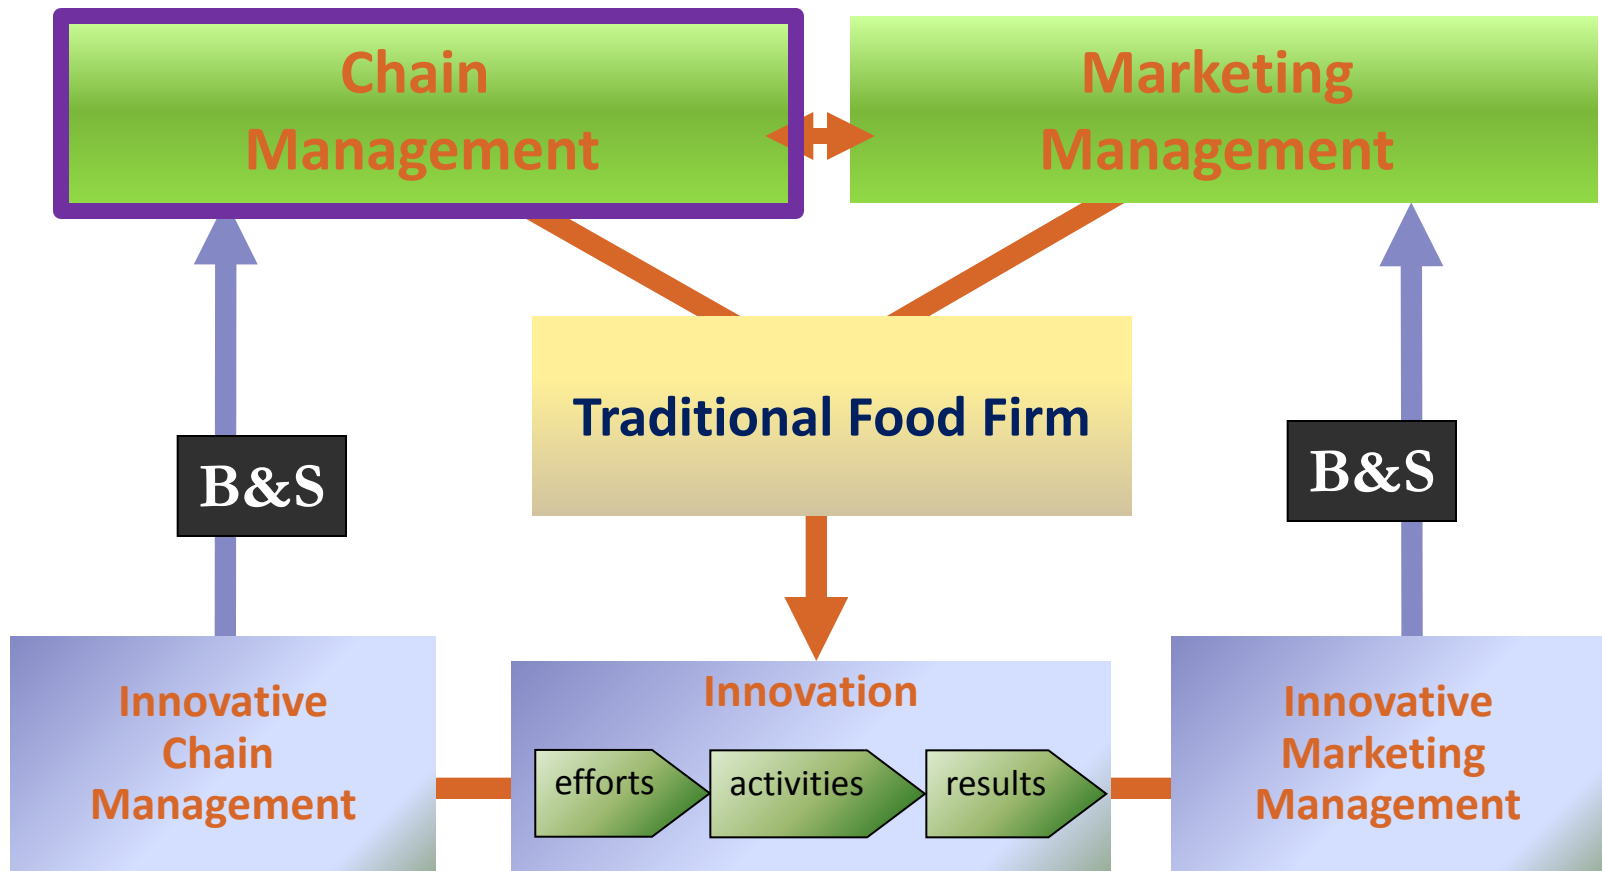 Chain
Management
Marketing
Management
Traditional Food Firm
B&S
B&S
Innovative
Chain
Management
Innovation
efforts
activities
results
Innovative
Marketing
Management